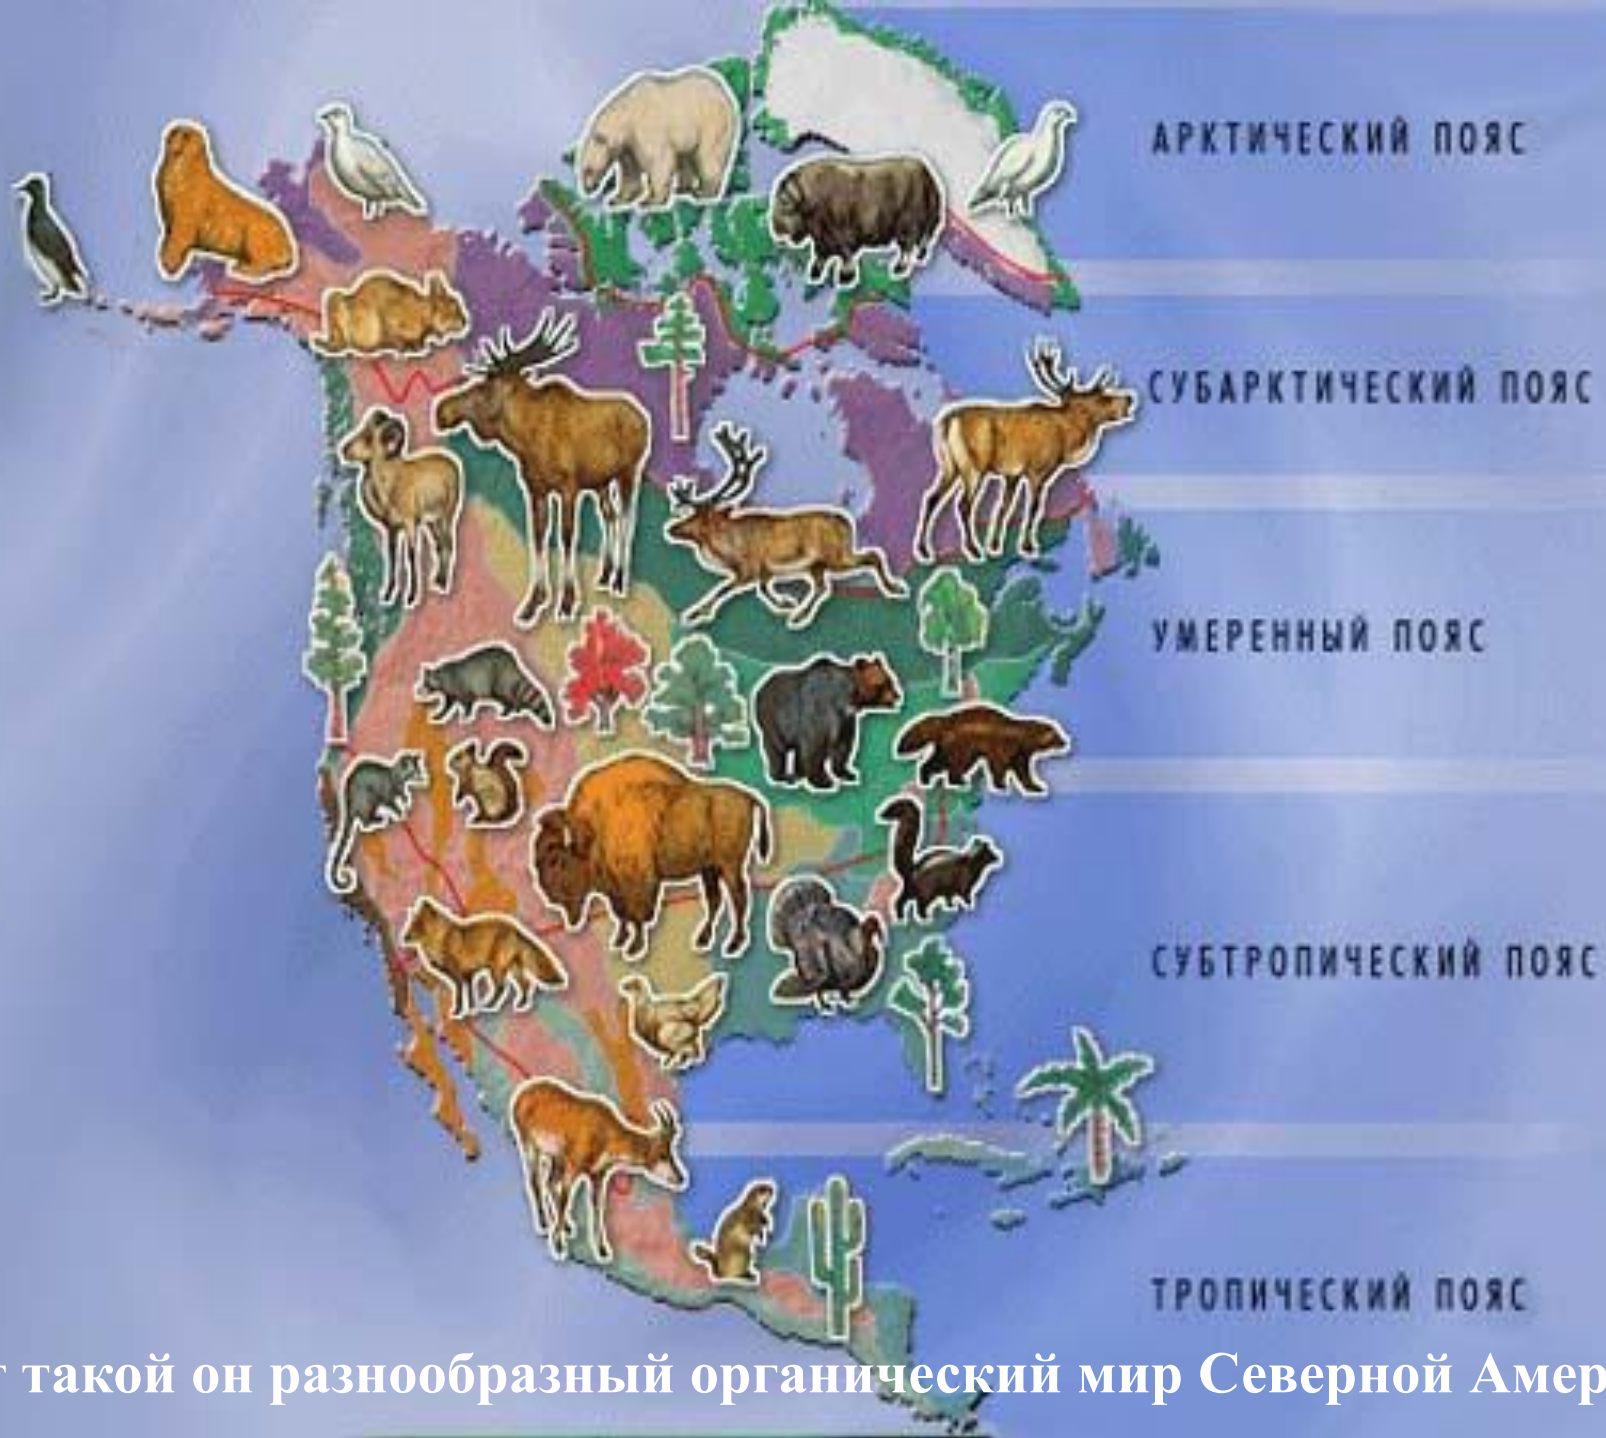 АРКТИЧЕСКИЙ ПОЯС
СУБАРКТИЧЕСКИЙ ПОЯС
УМЕРЕННЫЙ ПОЯС
СУБТРОПИЧЕСКИЙ ПОЯС
ТРОПИЧЕСКИЙ ПОЯС
такой он разнообразный органический мир Северной